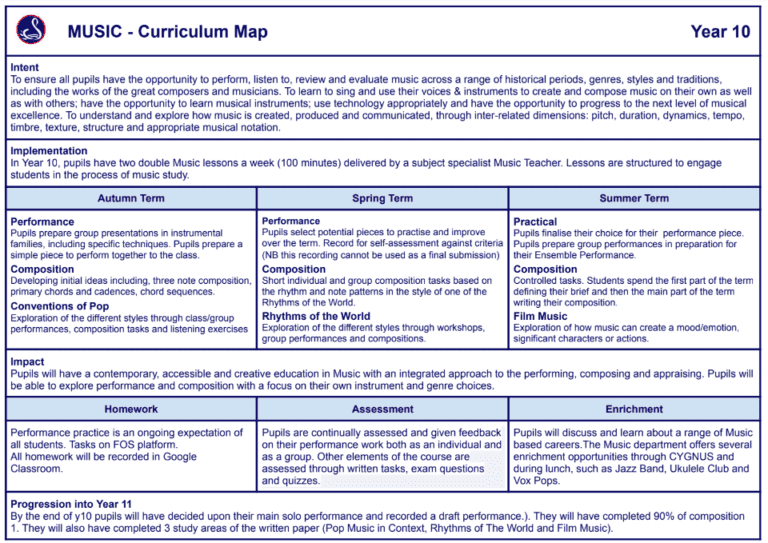 MUSIC - Curriculum Map
Year 10
Intent
To ensure all pupils have the opportunity to perform, listen to, review and evaluate music across a range of historical periods, genres, styles and traditions,
including the works of the great composers and musicians. To learn to sing and use their voices & instruments to create and compose music on their own as well
as with others; have the opportunity to learn musical instruments; use technology appropriately and have the opportunity to progress to the next level of musical
excellence. To understand and explore how music is created, produced and communicated, through inter-related dimensions: pitch, duration, dynamics, tempo,
timbre, texture, structure and appropriate musical notation.
Implementation
In Year 10, pupils have two double Music lessons a week (100 minutes) delivered by a subject specialist Music Teacher. Lessons are structured to engage
students in the process of music study.
Autumn Term
Performance
Pupils prepare group presentations in instrumental
families, including specific techniques. Pupils prepare a
simple piece to perform together to the class.
Composition
Developing initial ideas including, three note composition,
primary chords and cadences, chord sequences.
Conventions of Pop
Exploration of the different styles through class/group
performances, composition tasks and listening exercises
Spring Term
Performance
Pupils select potential pieces to practise and improve
over the term. Record for self-assessment against criteria
(NB this recording cannot be used as a final submission)
Composition
Short individual and group composition tasks based on
the rhythm and note patterns in the style of one of the
Rhythms of the World.
Rhythms of the World
Exploration of the different styles through workshops,
group performances and compositions.
Summer Term
Practical
Pupils finalise their choice for their performance piece.
Pupils prepare group performances in preparation for
their Ensemble Performance.
Composition
Controlled tasks. Students spend the first part of the term
defining their brief and then the main part of the term
writing their composition.
Film Music
Exploration of how music can create a mood/emotion,
significant characters or actions.
Impact
Pupils will have a contemporary, accessible and creative education in Music with an integrated approach to the performing, composing and appraising. Pupils will
be able to explore performance and composition with a focus on their own instrument and genre choices.
Homework
Performance practice is an ongoing expectation of
all students. Tasks on FOS platform.
All homework will be recorded in Google
Classroom.
Assessment
Pupils are continually assessed and given feedback
on their performance work both as an individual and
as a group. Other elements of the course are
assessed through written tasks, exam questions
and quizzes.
Enrichment
Pupils will discuss and learn about a range of Music
based careers.The Music department offers several
enrichment opportunities through CYGNUS and
during lunch, such as Jazz Band, Ukulele Club and
Vox Pops.
Progression into Year 11
By the end of y10 pupils will have decided upon their main solo performance and recorded a draft performance.). They will have completed 90% of composition
1. They will also have completed 3 study areas of the written paper (Pop Music in Context, Rhythms of The World and Film Music).